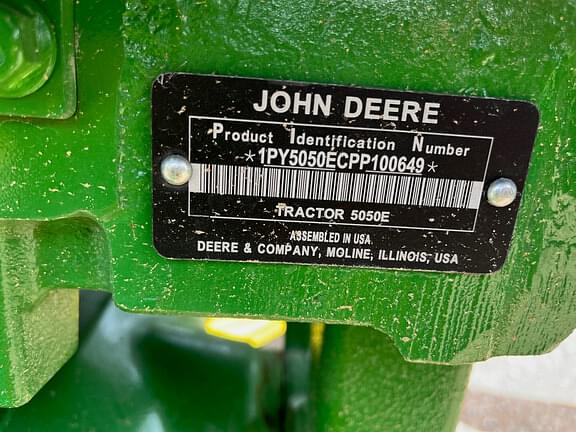 JOHN DEERE
Product Identification Number
*1PY5050ECPP100649*
TRACTOR 5050E
ASSEMBLED IN USA
DEERE & COMPANY, MOLINE, ILLINOIS, USA